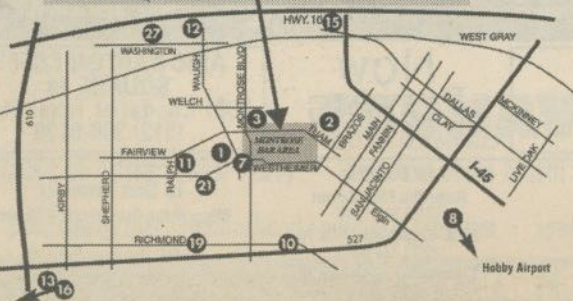 HWY. 10
15
12
27
WASHINGTON
WAUGH
MONTROSE BLVD
WEST GRAY
610
WELCH
3
2
TUAM
MONTROSE
BAR AREA
BRAZOS
MAIN
FANNIN
SAN JACINTO
DALLAS
CLAY
MCKINNEY
LIVE OAK
I-45
FAIRVIEW
11
1
7
WESTHEIMER
RALPH
21
KIRBY
SHEPHERD
Elgin
RICHMOND
19
10
527
8
Hobby Airport
13
16